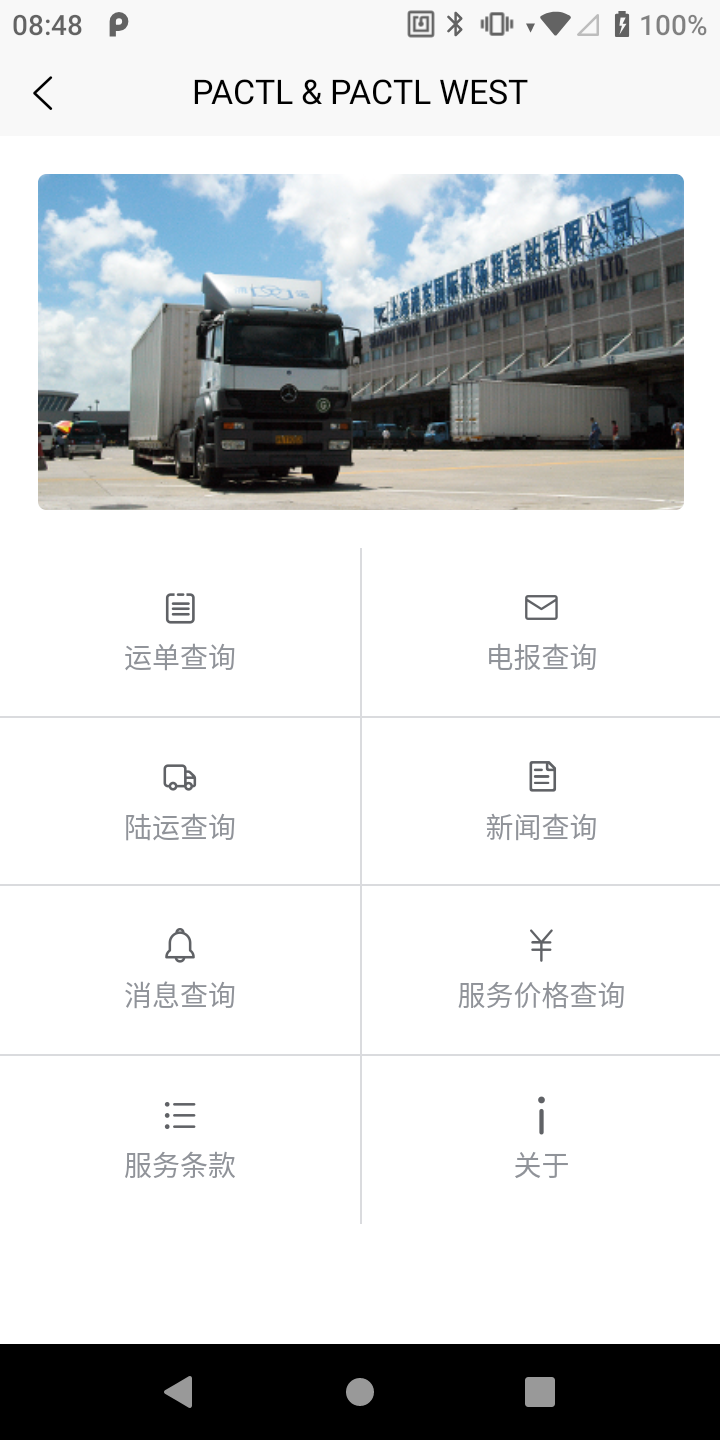 08:48
100%
PACTL & PACTL WEST
上海浦东国际机场货运站有限公司
SHANGHAI PUDONG INT'L AIRPORT CARGO TERMINAL CO., LTD.
运单查询
电报查询
陆运查询
新闻查询
消息查询
服务价格查询
服务条款
关于